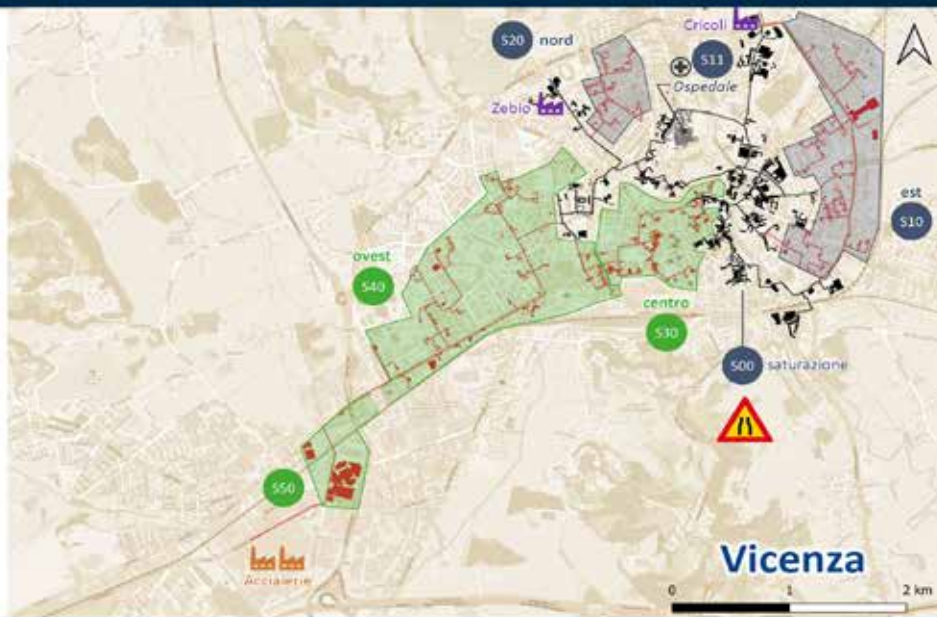 Cricoli
S20 nord
S11
Ospedale
Zebio
est
S10
ovest
S40
centro
S30
S00 saturazione
S50
Acciaierie
Vicenza
0 1 2 km